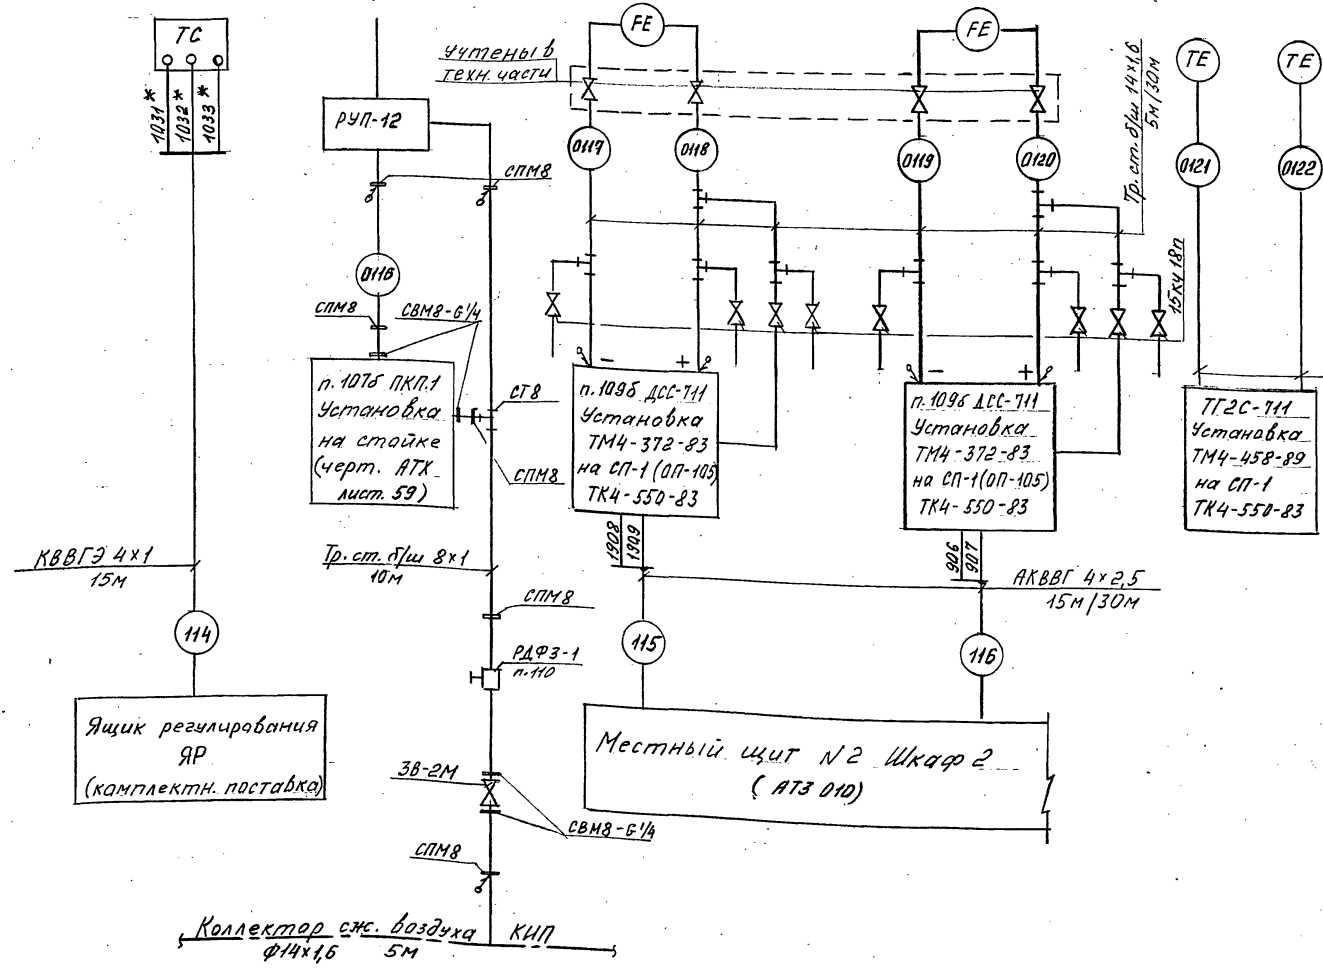 ТС
1031*
1032*
1033*
КВВГЭ 4×1
15м
114
Ящик регулирования
ЯР
(комплектн. поставка)
РУП-12
СПМ8
0116
СПМ8
СВМ8-G1/4
п.107б ПКП.1
Установка
на стойке
(черт. АТХ
лист. 59)
СТ8
СПМ8
Тр. ст. б/ш 8×1
10м
СПМ8
РДФЗ-1
п.110
ЗВ-2М
СВМ8-G1/4
СПМ8
Коллектор сж. воздуха КИП
Ф14×1,6 5м
Учтены в
техн. части
FE
FE
0117
0118
0119
0120
Тр. ст. б/ш 14×1,6
5м/30м
15кч 18п
− +
п.109б ДСС-711
Установка
ТМ4-372-83
на СП-1 (ОП-105)
ТК4-550-83
− +
п.109б ДСС-711
Установка
ТМ4-372-83
на СП-1 (ОП-105)
ТК4-550-83
1908
1909
906
907
АКВВГ 4×2,5
15м/30м
115
116
Местный щит N2 Шкаф 2
(АТЗ 010)
ТЕ
ТЕ
0121
0122
ТГ2С-711
Установка
ТМ4-458-89
на СП-1
ТК4-550-83